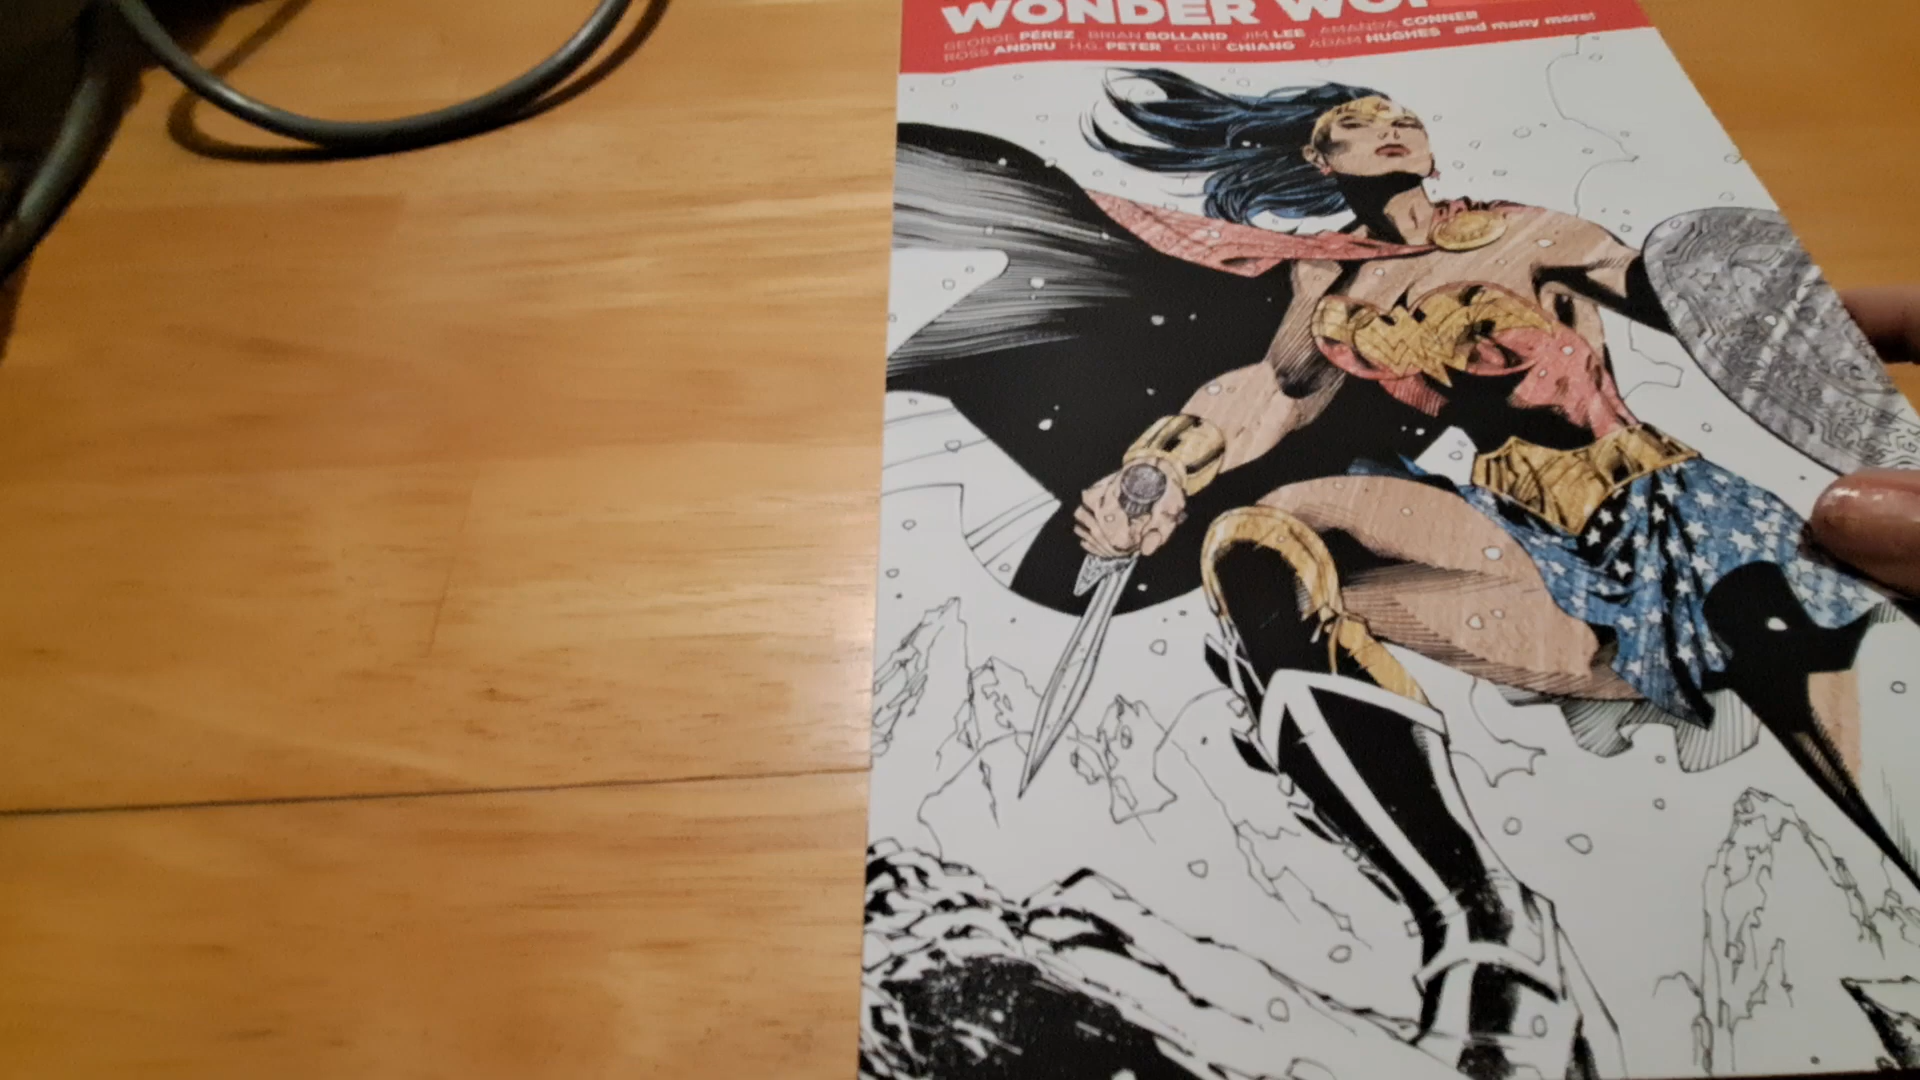 WONDER WO
GEORGE PÉREZ BRIAN BOLLAND JIM LEE AMANDA CONNER
ROSS ANDRU H.G. PETER CLIFF CHIANG ADAM HUGHES and many more!